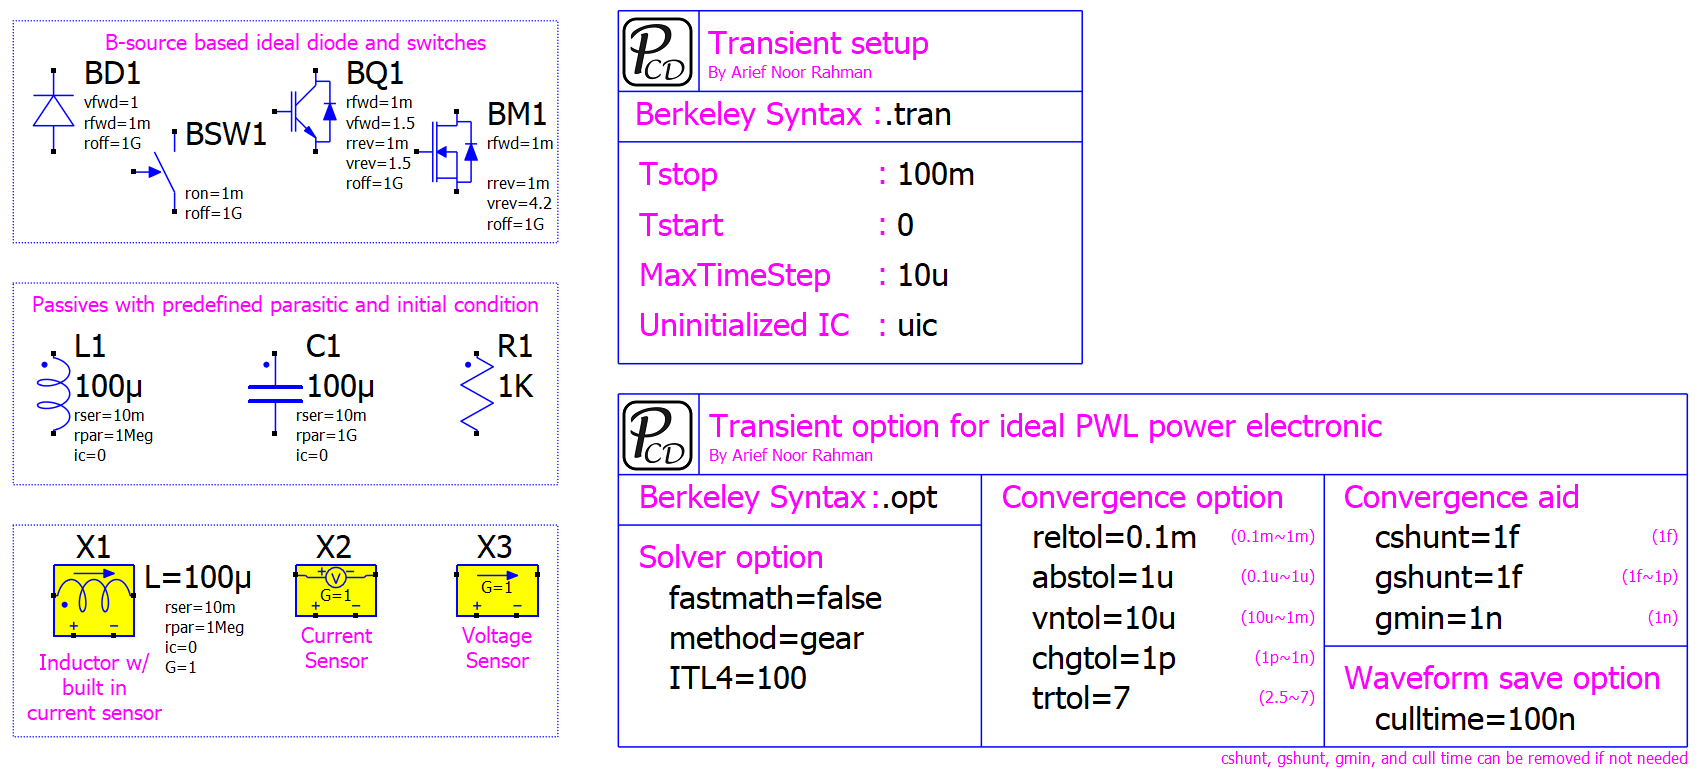 B-source based ideal diode and switches
BD1
vfwd=1
rfwd=1m
roff=1G
BSW1
ron=1m
roff=1G
BQ1
rfwd=1m
vfwd=1.5
rrev=1m
vrev=1.5
roff=1G
BM1
rfwd=1m
rrev=1m
vrev=4.2
roff=1G
Passives with predefined parasitic and initial condition
L1
100µ
rser=10m
rpar=1Meg
ic=0
C1
100µ
rser=10m
rpar=1G
ic=0
R1
1K
X1
L=100µ
rser=10m
rpar=1Meg
ic=0
G=1
+ −
Inductor w/
built in
current sensor
X2
+ V −
G=1
+ −
Current
Sensor
X3
G=1
+ −
Voltage
Sensor
PCD
Transient setup
By Arief Noor Rahman
Berkeley Syntax :.tran
Tstop : 100m
Tstart : 0
MaxTimeStep : 10u
Uninitialized IC : uic
PCD
Transient option for ideal PWL power electronic
By Arief Noor Rahman
Berkeley Syntax:.opt
Solver option
fastmath=false
method=gear
ITL4=100
Convergence option
reltol=0.1m (0.1m~1m)
abstol=1u (0.1u~1u)
vntol=10u (10u~1m)
chgtol=1p (1p~1n)
trtol=7 (2.5~7)
Convergence aid
cshunt=1f (1f)
gshunt=1f (1f~1p)
gmin=1n (1n)
Waveform save option
culltime=100n
cshunt, gshunt, gmin, and cull time can be removed if not needed